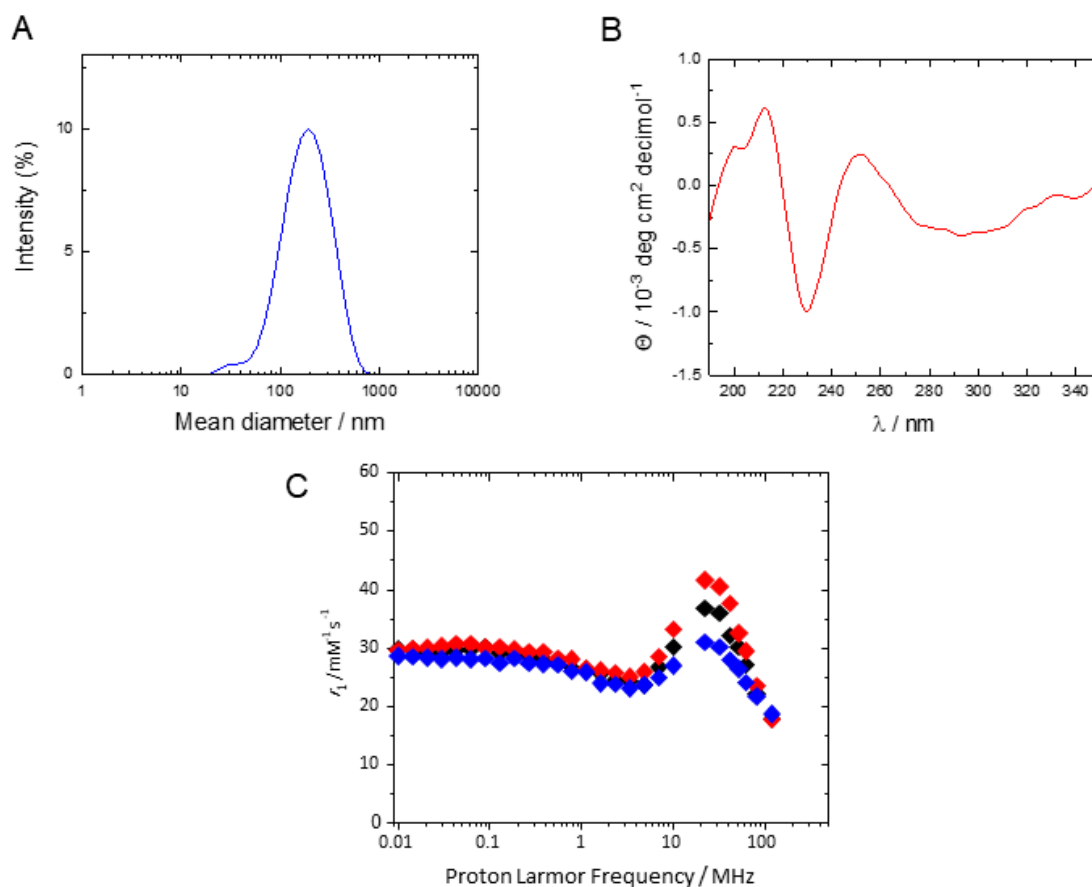 A
Intensity (%)
10
5
0
1
10
100
1000
10000
Mean diameter / nm
B
Θ / 10⁻³ deg cm² decimol⁻¹
1.0
0.5
0.0
-0.5
-1.0
-1.5
200 220 240 260 280 300 320 340
λ / nm
C
r₁ / mM⁻¹ s⁻¹
60
50
40
30
20
10
0
0.01 0.1 1 10 100
Proton Larmor Frequency / MHz